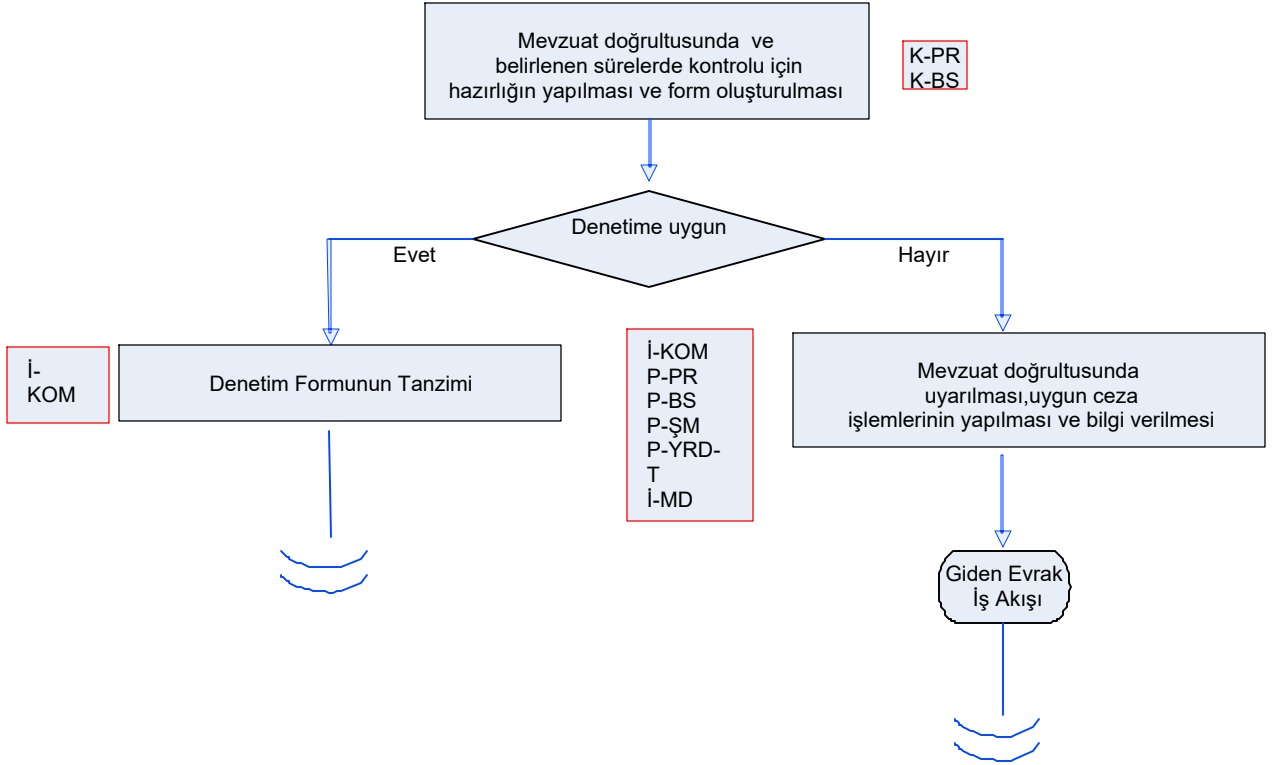 Mevzuat doğrultusunda ve
belirlenen sürelerde kontrolu için
hazırlığın yapılması ve form oluşturulması
K-PR
K-BS
Denetime uygun
Evet
Hayır
İ-
KOM
Denetim Formunun Tanzimi
İ-KOM
P-PR
P-BS
P-ŞM
P-YRD-
T
İ-MD
Mevzuat doğrultusunda
uyarılması,uygun ceza
işlemlerinin yapılması ve bilgi verilmesi
Giden Evrak
İş Akışı